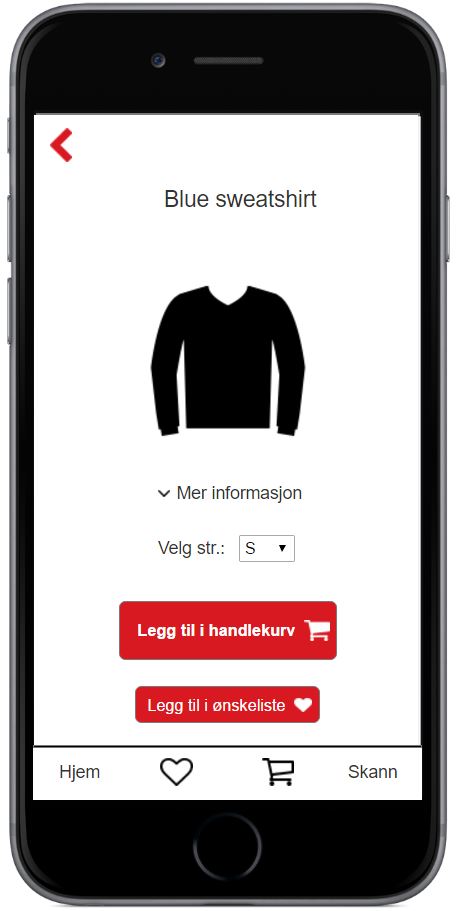 Blue sweatshirt
Mer informasjon
Velg str.: S
Legg til i handlekurv
Legg til i ønskeliste
Hjem Skann